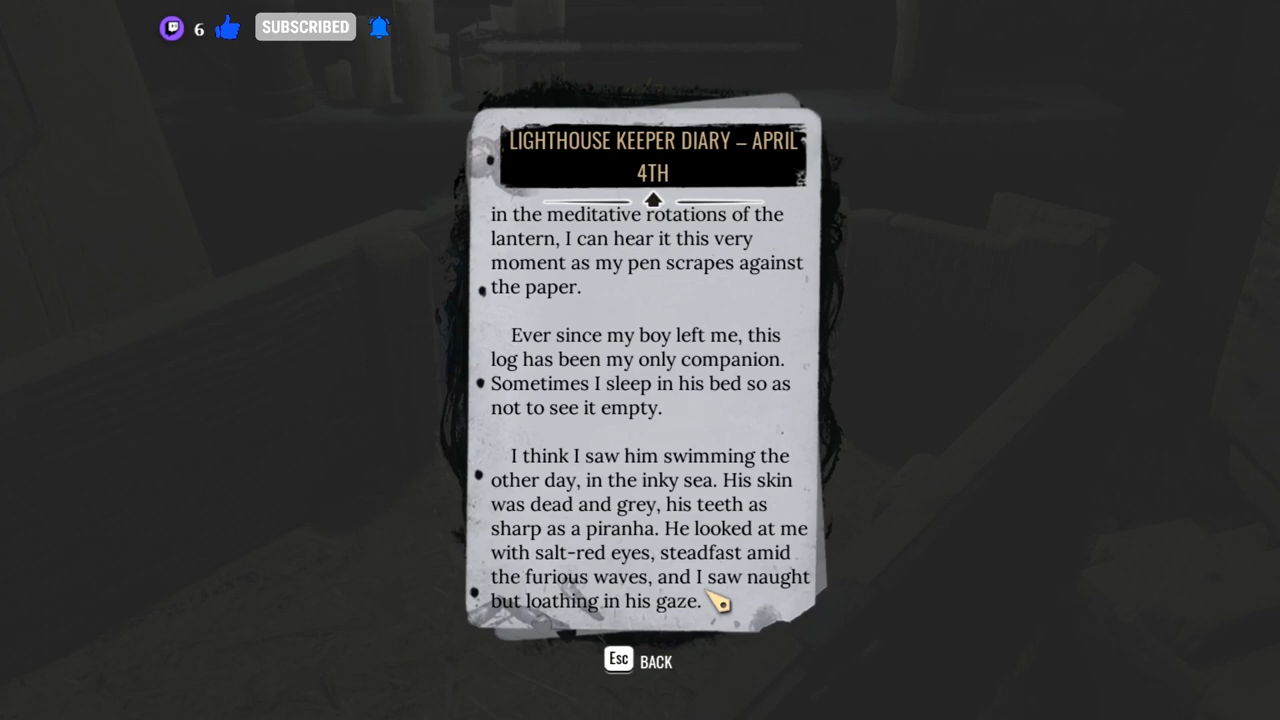 6
SUBSCRIBED
LIGHTHOUSE KEEPER DIARY – APRIL
4TH
in the meditative rotations of the
lantern, I can hear it this very
moment as my pen scrapes against
the paper.
Ever since my boy left me, this
log has been my only companion.
Sometimes I sleep in his bed so as
not to see it empty.
I think I saw him swimming the
other day, in the inky sea. His skin
was dead and grey, his teeth as
sharp as a piranha. He looked at me
with salt-red eyes, steadfast amid
the furious waves, and I saw naught
but loathing in his gaze.
Esc BACK